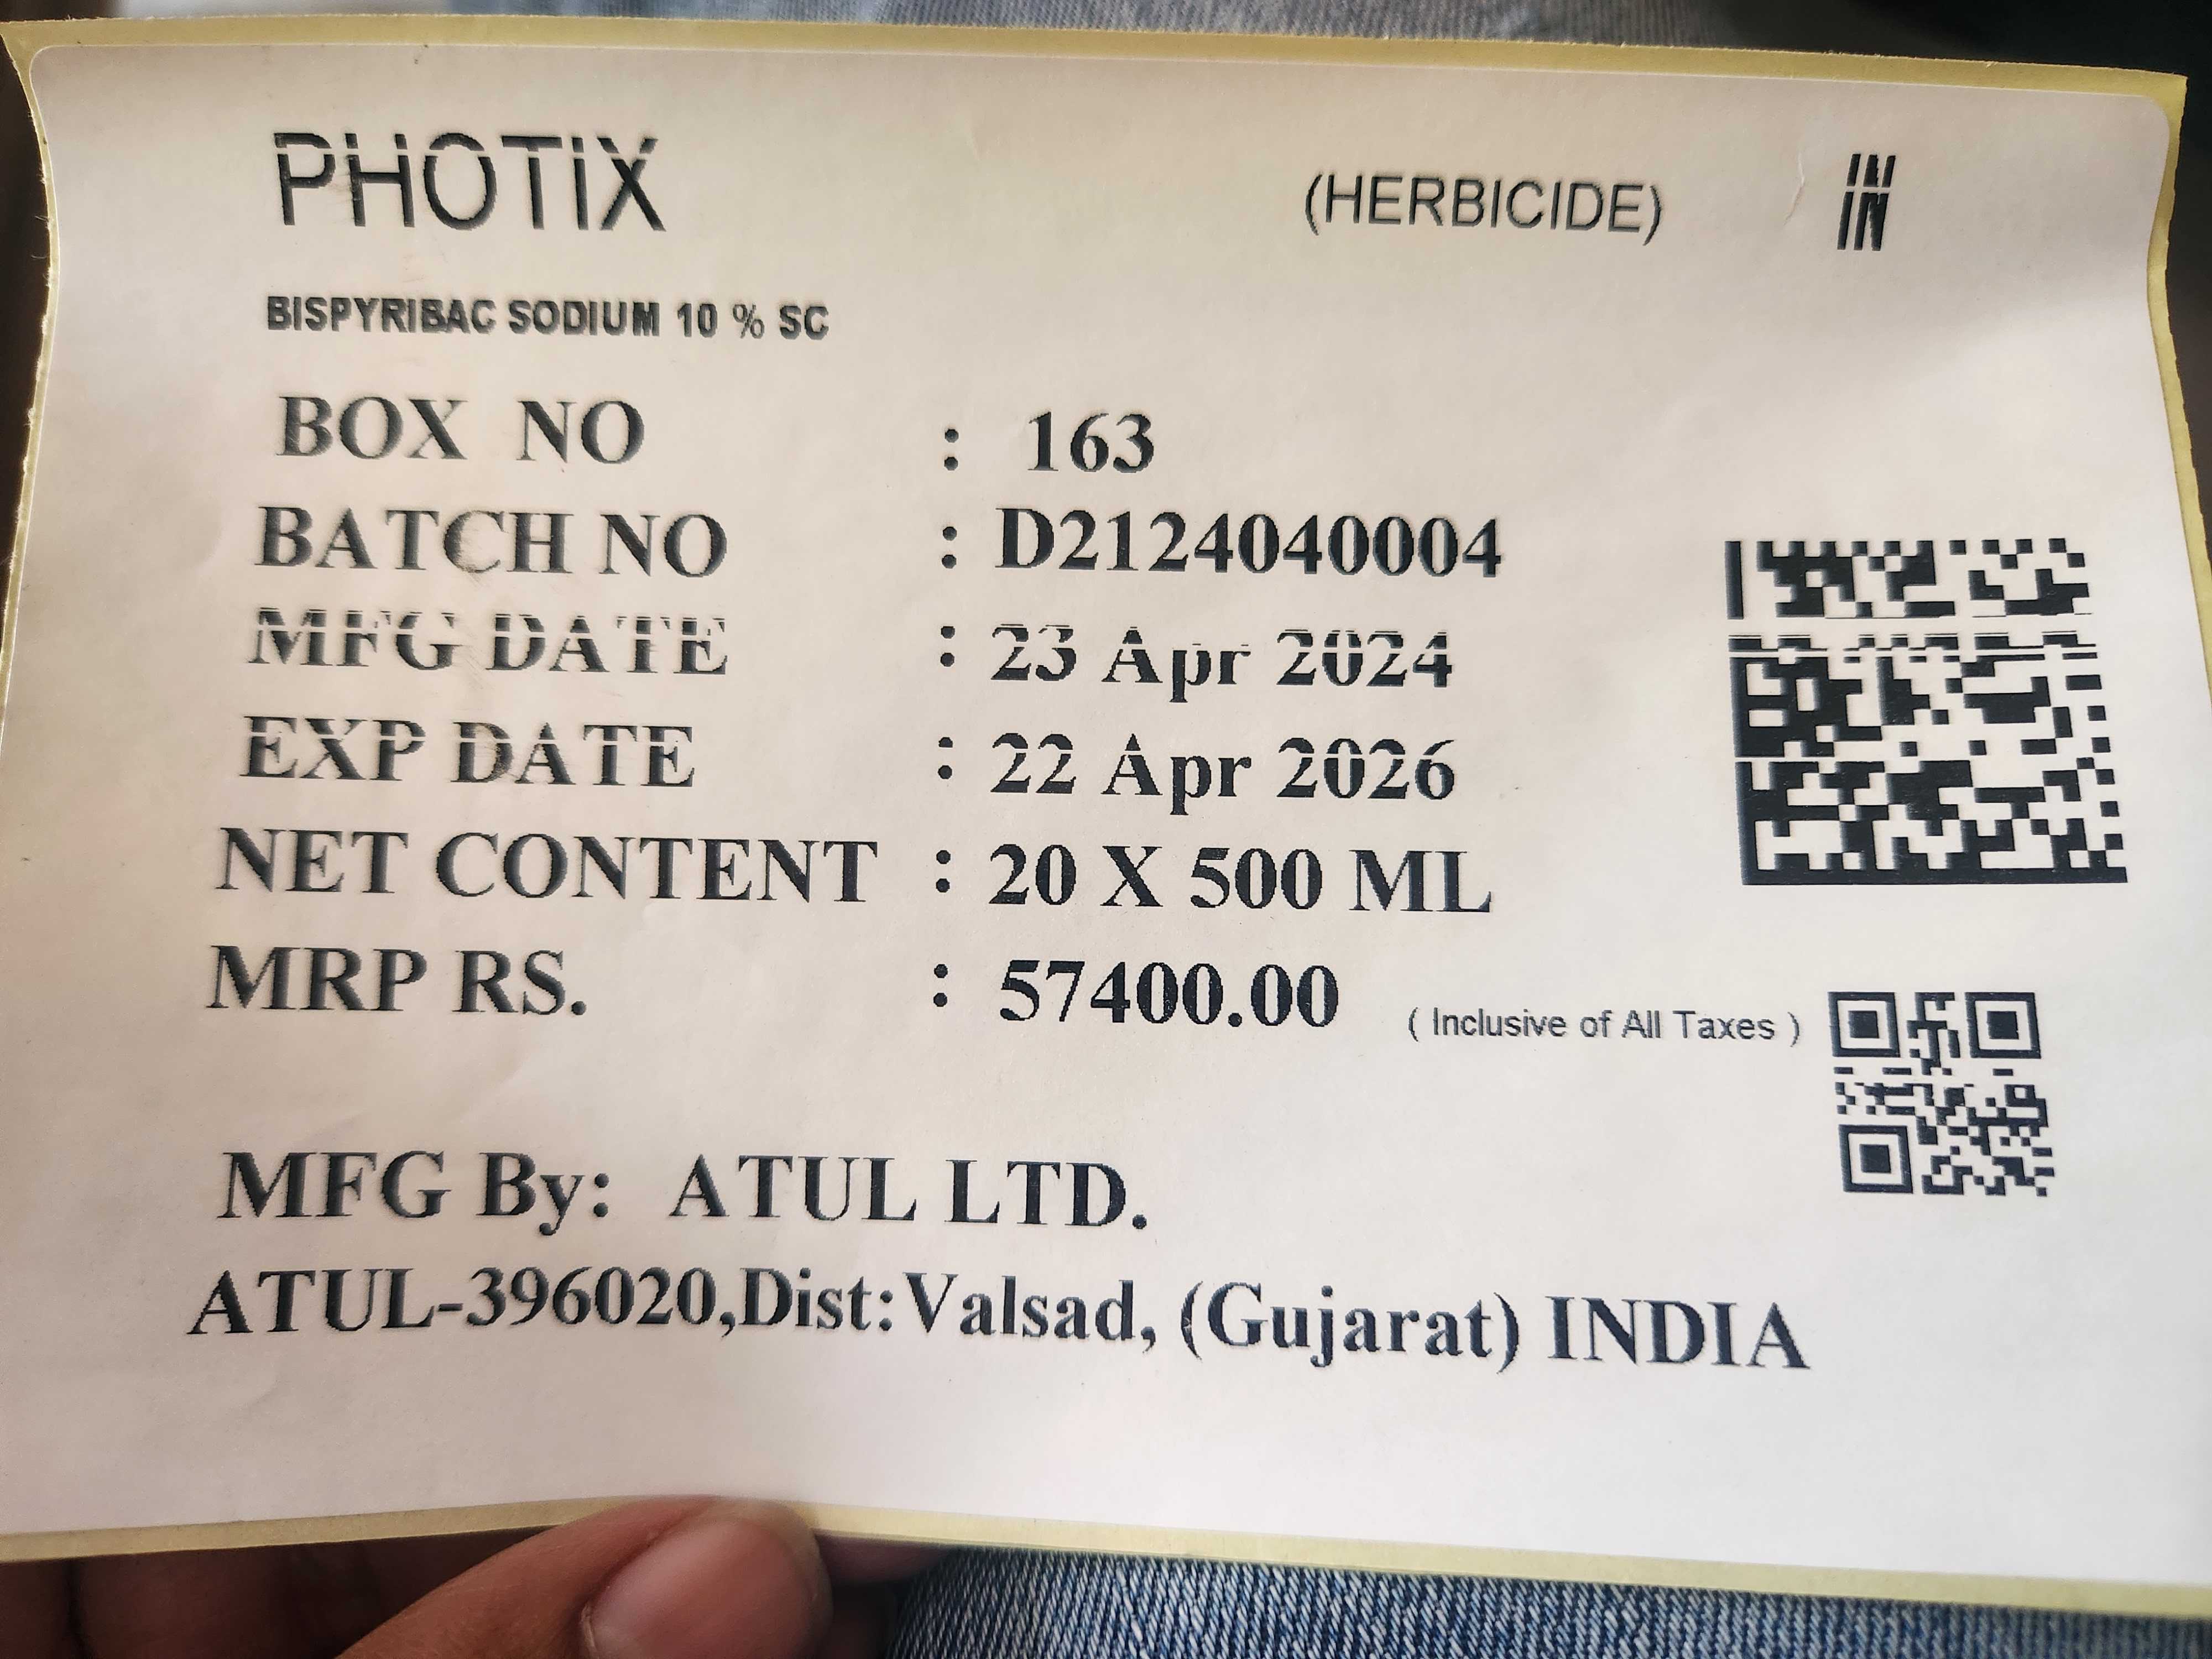 PHOTIX (HERBICIDE) IN
BISPYRIBAC SODIUM 10 % SC
BOX NO : 163
BATCH NO : D2124040004
MFG DATE : 23 Apr 2024
EXP DATE : 22 Apr 2026
NET CONTENT : 20 X 500 ML
MRP RS. : 57400.00 ( Inclusive of All Taxes )
MFG By: ATUL LTD.
ATUL-396020,Dist:Valsad, (Gujarat) INDIA